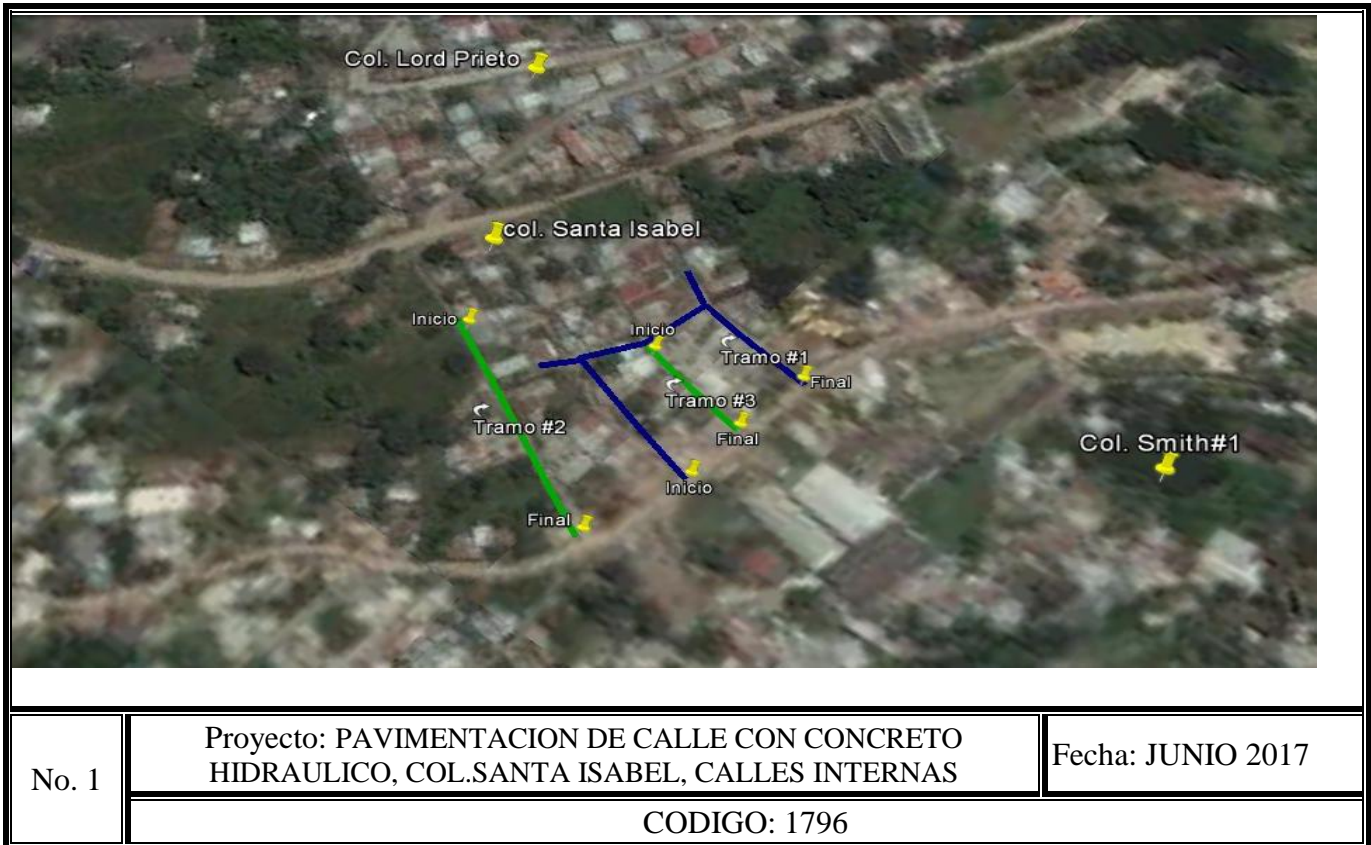 Col. Lord Prieto
col. Santa Isabel
Inicio
Inicio
Tramo #1
Final
Tramo #3
Tramo #2
Final
Col. Smith#1
Inicio
Final
No. 1
Proyecto: PAVIMENTACION DE CALLE CON CONCRETO
HIDRAULICO, COL.SANTA ISABEL, CALLES INTERNAS
Fecha: JUNIO 2017
CODIGO: 1796